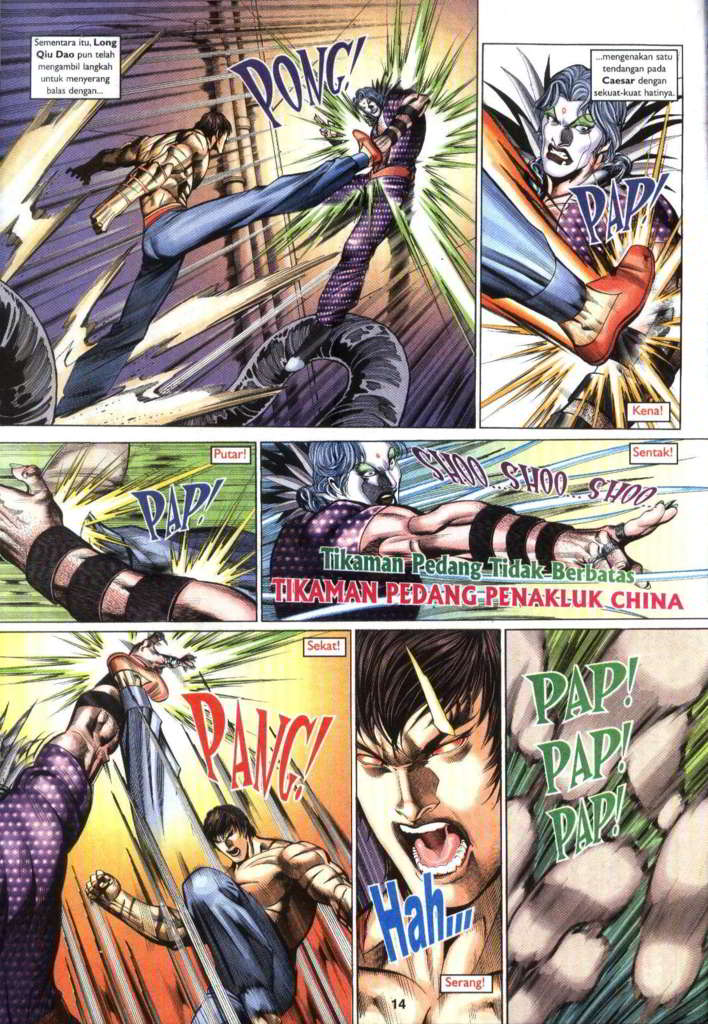 Sementara itu, Long
Qiu Dao pun telah
mengambil langkah
untuk menyerang
balas dengan...
PONG!
...mengenakan satu
tendangan pada
Caesar dengan
sekuat-kuat hatinya.
PAP!
Kena!
Putar!
PAP!
Sentak!
SHOO...SHOO...SHOO...
Tikaman Pedang Tidak Berbatas
TIKAMAN PEDANG PENAKLUK CHINA
Sekat!
PANG!
Hah...
Serang!
PAP!
PAP!
PAP!
14